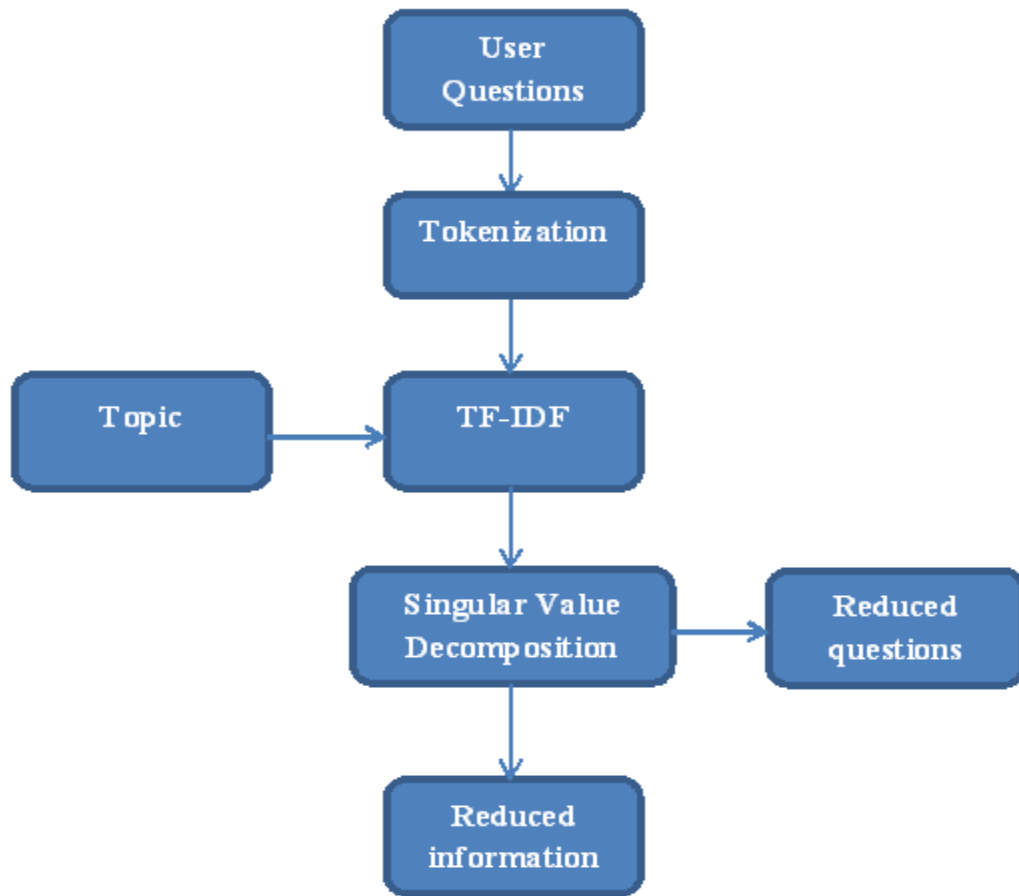 User
Questions
Tokenization
Topic
TF-IDF
Singular Value
Decomposition
Reduced
questions
Reduced
information